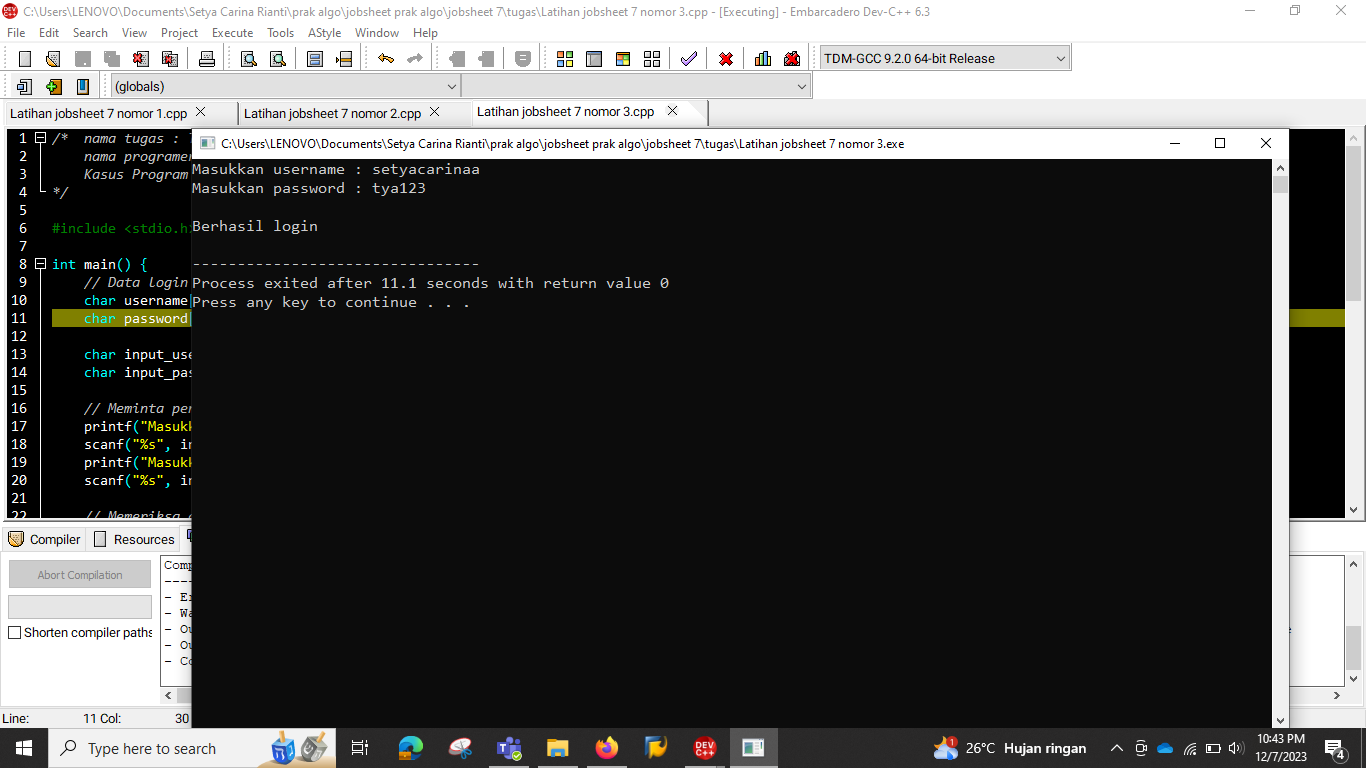 C:\Users\LENOVO\Documents\Setya Carina Rianti\prak algo\jobsheet prak algo\jobsheet 7\tugas\Latihan jobsheet 7 nomor 3.cpp - [Executing] - Embarcadero Dev-C++ 6.3
File Edit Search View Project Execute Tools AStyle Window Help
TDM-GCC 9.2.0 64-bit Release
(globals)
Latihan jobsheet 7 nomor 1.cpp
Latihan jobsheet 7 nomor 2.cpp
Latihan jobsheet 7 nomor 3.cpp
1 /* nama tugas :
2 nama programe
3 Kasus Program
4 */
5
6 #include <stdio.h
7
8 int main() {
9 // Data login
10 char username
11 char password
12
13 char input_use
14 char input_pas
15
16 // Meminta pe
17 printf("Masukk
18 scanf("%s", in
19 printf("Masukk
20 scanf("%s", in
21
22 // Memeriksa
C:\Users\LENOVO\Documents\Setya Carina Rianti\prak algo\jobsheet prak algo\jobsheet 7\tugas\Latihan jobsheet 7 nomor 3.exe
Masukkan username : setyacarinaa
Masukkan password : tya123
Berhasil login
--------------------------------
Process exited after 11.1 seconds with return value 0
Press any key to continue . . .
Compiler
Resources
Abort Compilation
Shorten compiler paths
Comp
----
- Er
- Wa
- Ou
- Ou
- Co
Line: 11 Col: 30
Type here to search
DEV C++
26°C Hujan ringan
10:43 PM
12/7/2023
4